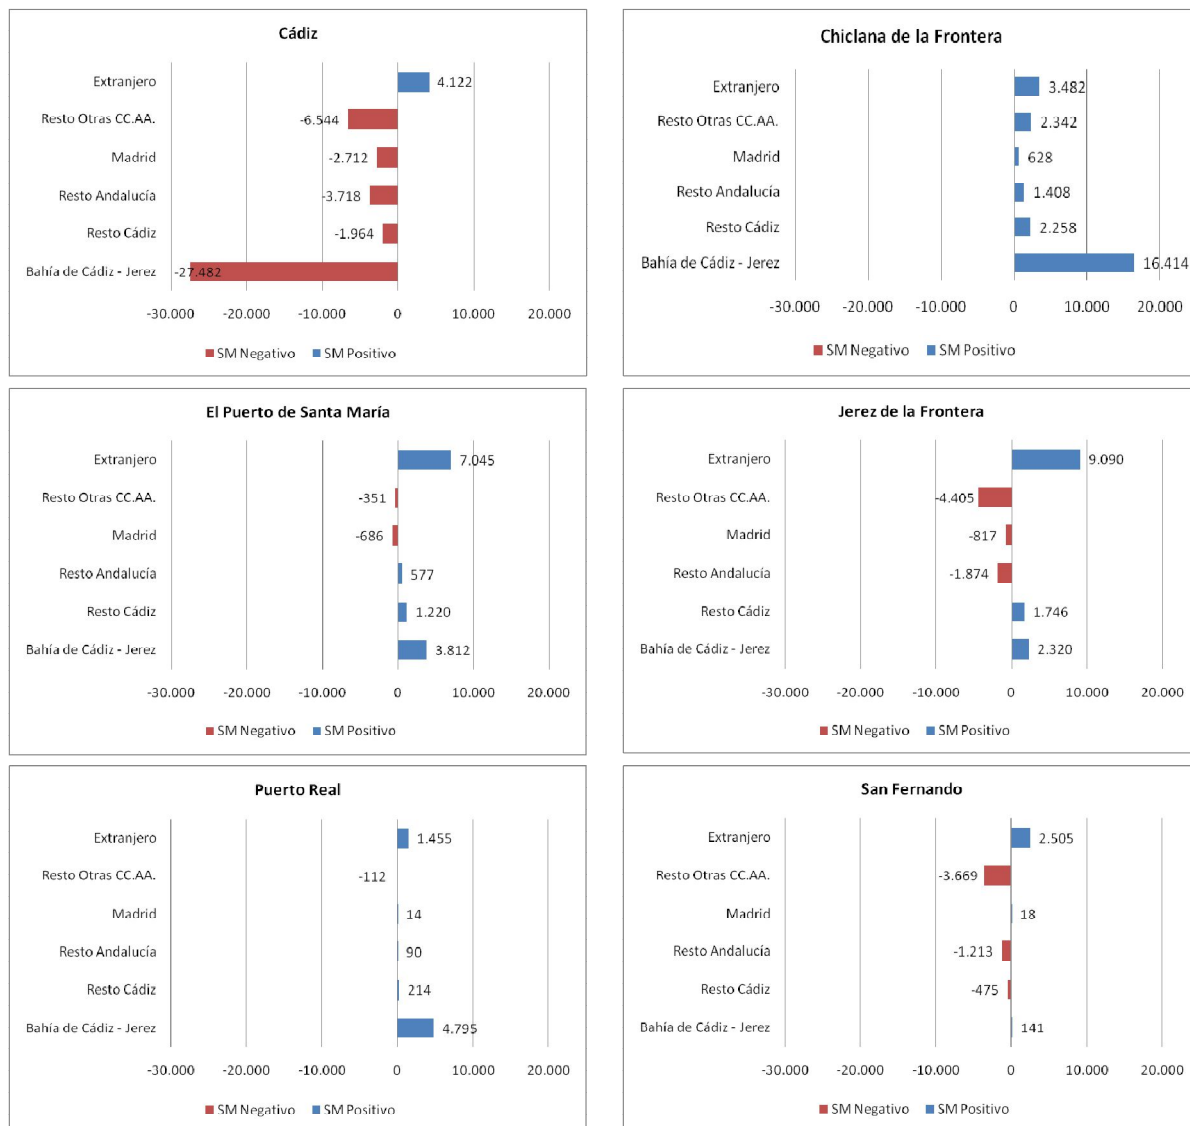 Cádiz
Extranjero
4.122
Resto Otras CC.AA.
-6.544
Madrid
-2.712
Resto Andalucía
-3.718
Resto Cádiz
-1.964
Bahía de Cádiz - Jerez
-27.482
-30.000 -20.000 -10.000 0 10.000 20.000
SM Negativo SM Positivo
Chiclana de la Frontera
Extranjero
3.482
Resto Otras CC.AA.
2.342
Madrid
628
Resto Andalucía
1.408
Resto Cádiz
2.258
Bahía de Cádiz - Jerez
16.414
-30.000 -20.000 -10.000 0 10.000 20.000
SM Negativo SM Positivo
El Puerto de Santa María
Extranjero
7.045
Resto Otras CC.AA.
-351
Madrid
-686
Resto Andalucía
577
Resto Cádiz
1.220
Bahía de Cádiz - Jerez
3.812
-30.000 -20.000 -10.000 0 10.000 20.000
SM Negativo SM Positivo
Jerez de la Frontera
Extranjero
9.090
Resto Otras CC.AA.
-4.405
Madrid
-817
Resto Andalucía
-1.874
Resto Cádiz
1.746
Bahía de Cádiz - Jerez
2.320
-30.000 -20.000 -10.000 0 10.000 20.000
SM Negativo SM Positivo
Puerto Real
Extranjero
1.455
Resto Otras CC.AA.
-112
Madrid
14
Resto Andalucía
90
Resto Cádiz
214
Bahía de Cádiz - Jerez
4.795
-30.000 -20.000 -10.000 0 10.000 20.000
SM Negativo SM Positivo
San Fernando
Extranjero
2.505
Resto Otras CC.AA.
-3.669
Madrid
18
Resto Andalucía
-1.213
Resto Cádiz
-475
Bahía de Cádiz - Jerez
141
-30.000 -20.000 -10.000 0 10.000 20.000
SM Negativo SM Positivo